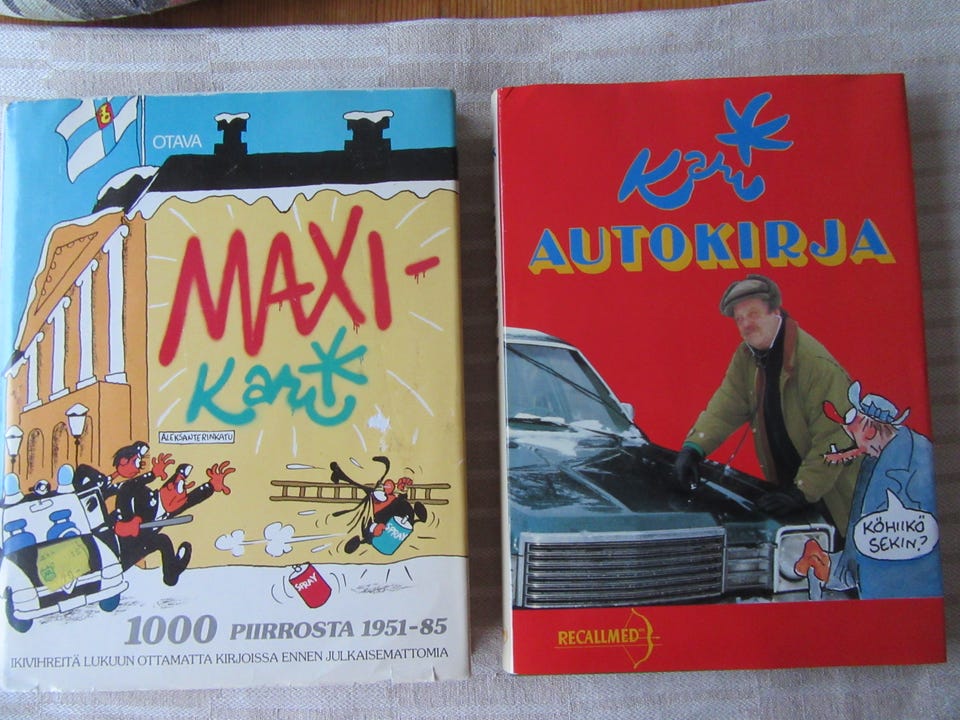 OTAVA
MAXI-
Kari
ALEKSANTERINKATU
SPRAY
SPRAY
1000 PIIRROSTA 1951-85
IKIVIHREITÄ LUKUUN OTTAMATTA KIRJOISSA ENNEN JULKAISEMATTOMIA
Kari
AUTOKIRJA
KÖHIIKÖ
SEKIN?
RECALLMED